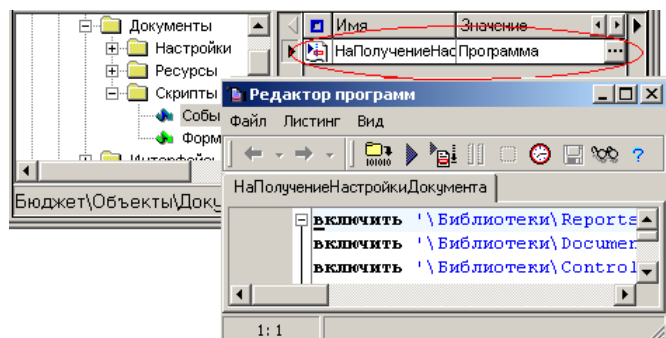 Документы
Настройки
Ресурсы
Скрипты
Собы
Форм
Бюджет\Объекты\Доку
Имя Значение
НаПолучениеНас Программа ...
Редактор программ
Файл Листинг Вид
НаПолучениеНастройкиДокумента
включить '\Библиотеки\Reports
включить '\Библиотеки\Documen
включить '\Библиотеки\Control
1: 1